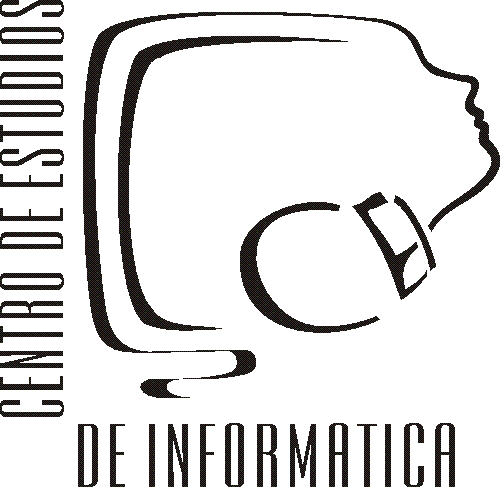 CENTRO DE ESTUDIOS
DE INFORMATICA